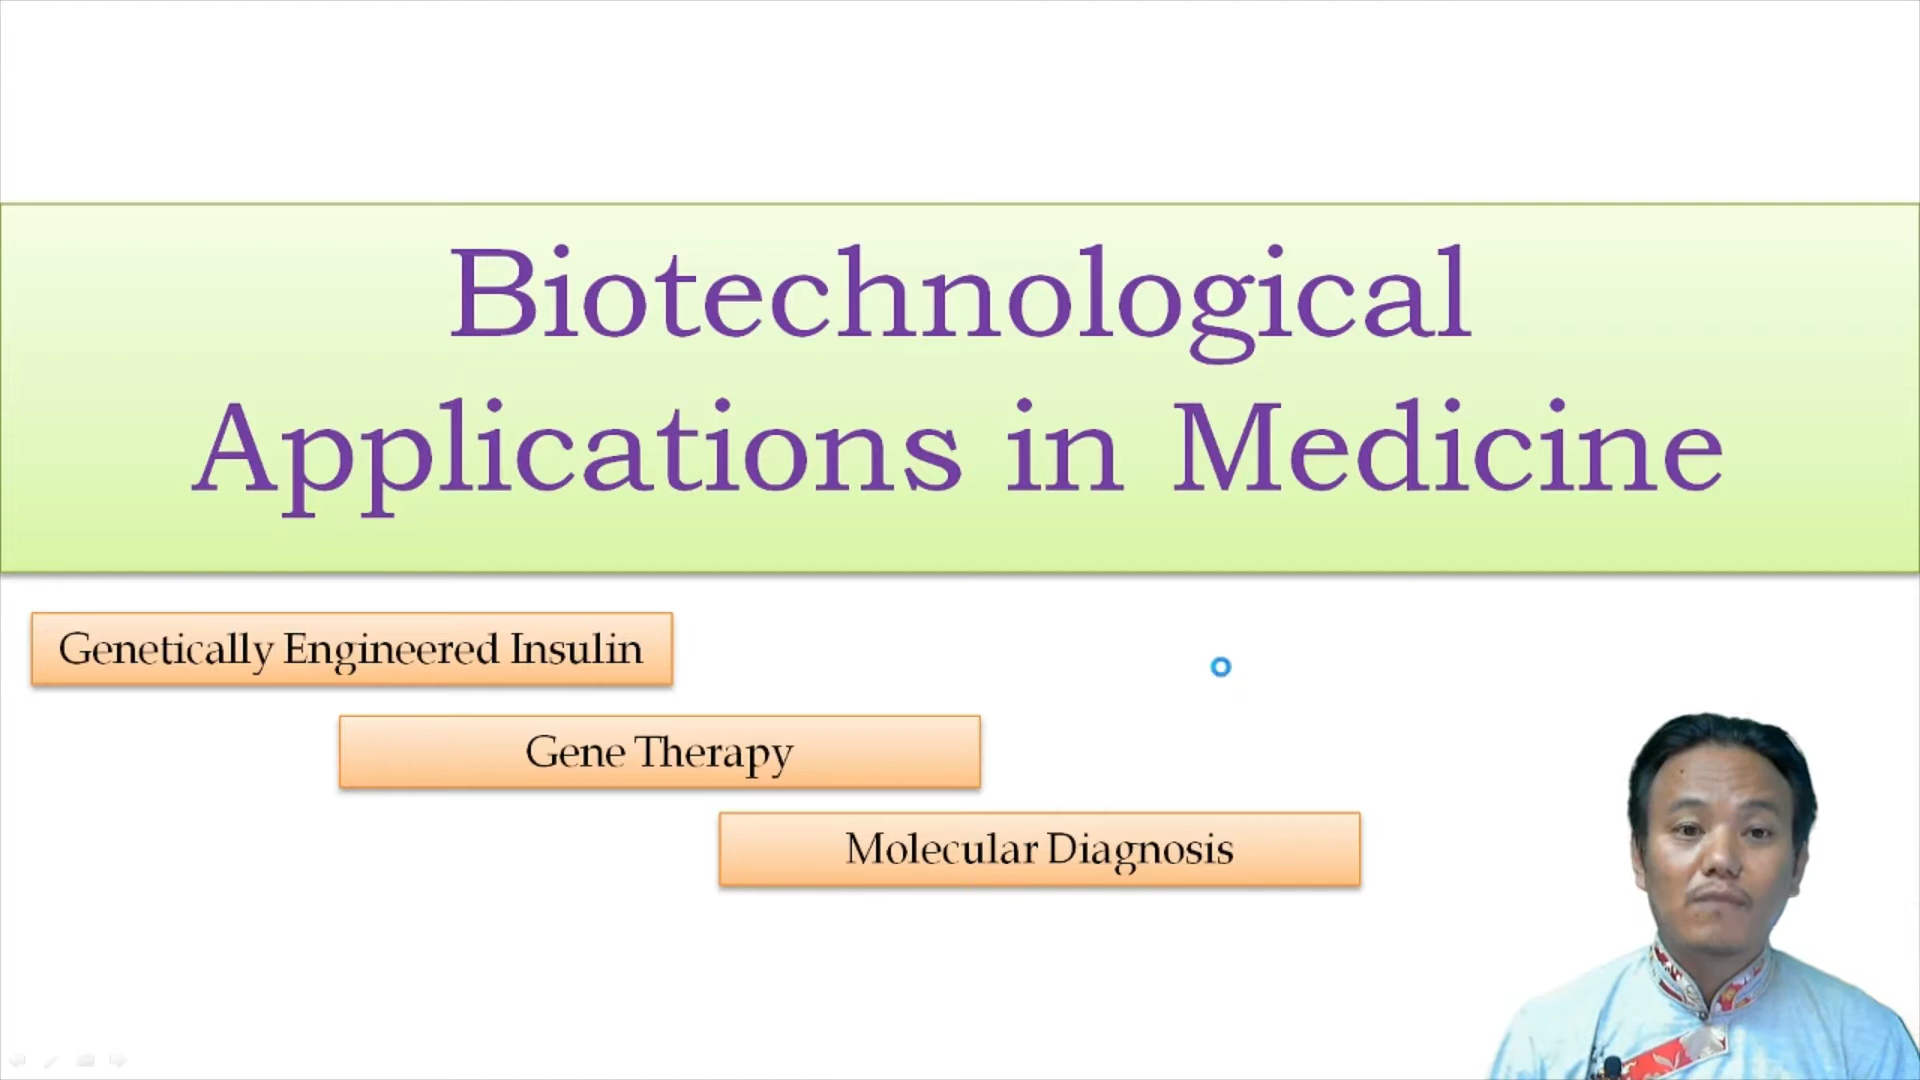 Biotechnological
Applications in Medicine
Genetically Engineered Insulin
Gene Therapy
Molecular Diagnosis